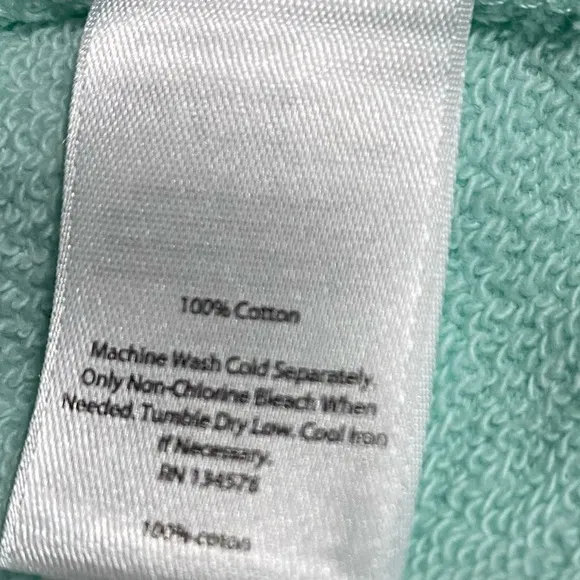 100% Cotton
Machine Wash Cold Separately.
Only Non-Chlorine Bleach When
Needed. Tumble Dry Low. Cool Iron
If Necessary.
RN 134578
100% coton